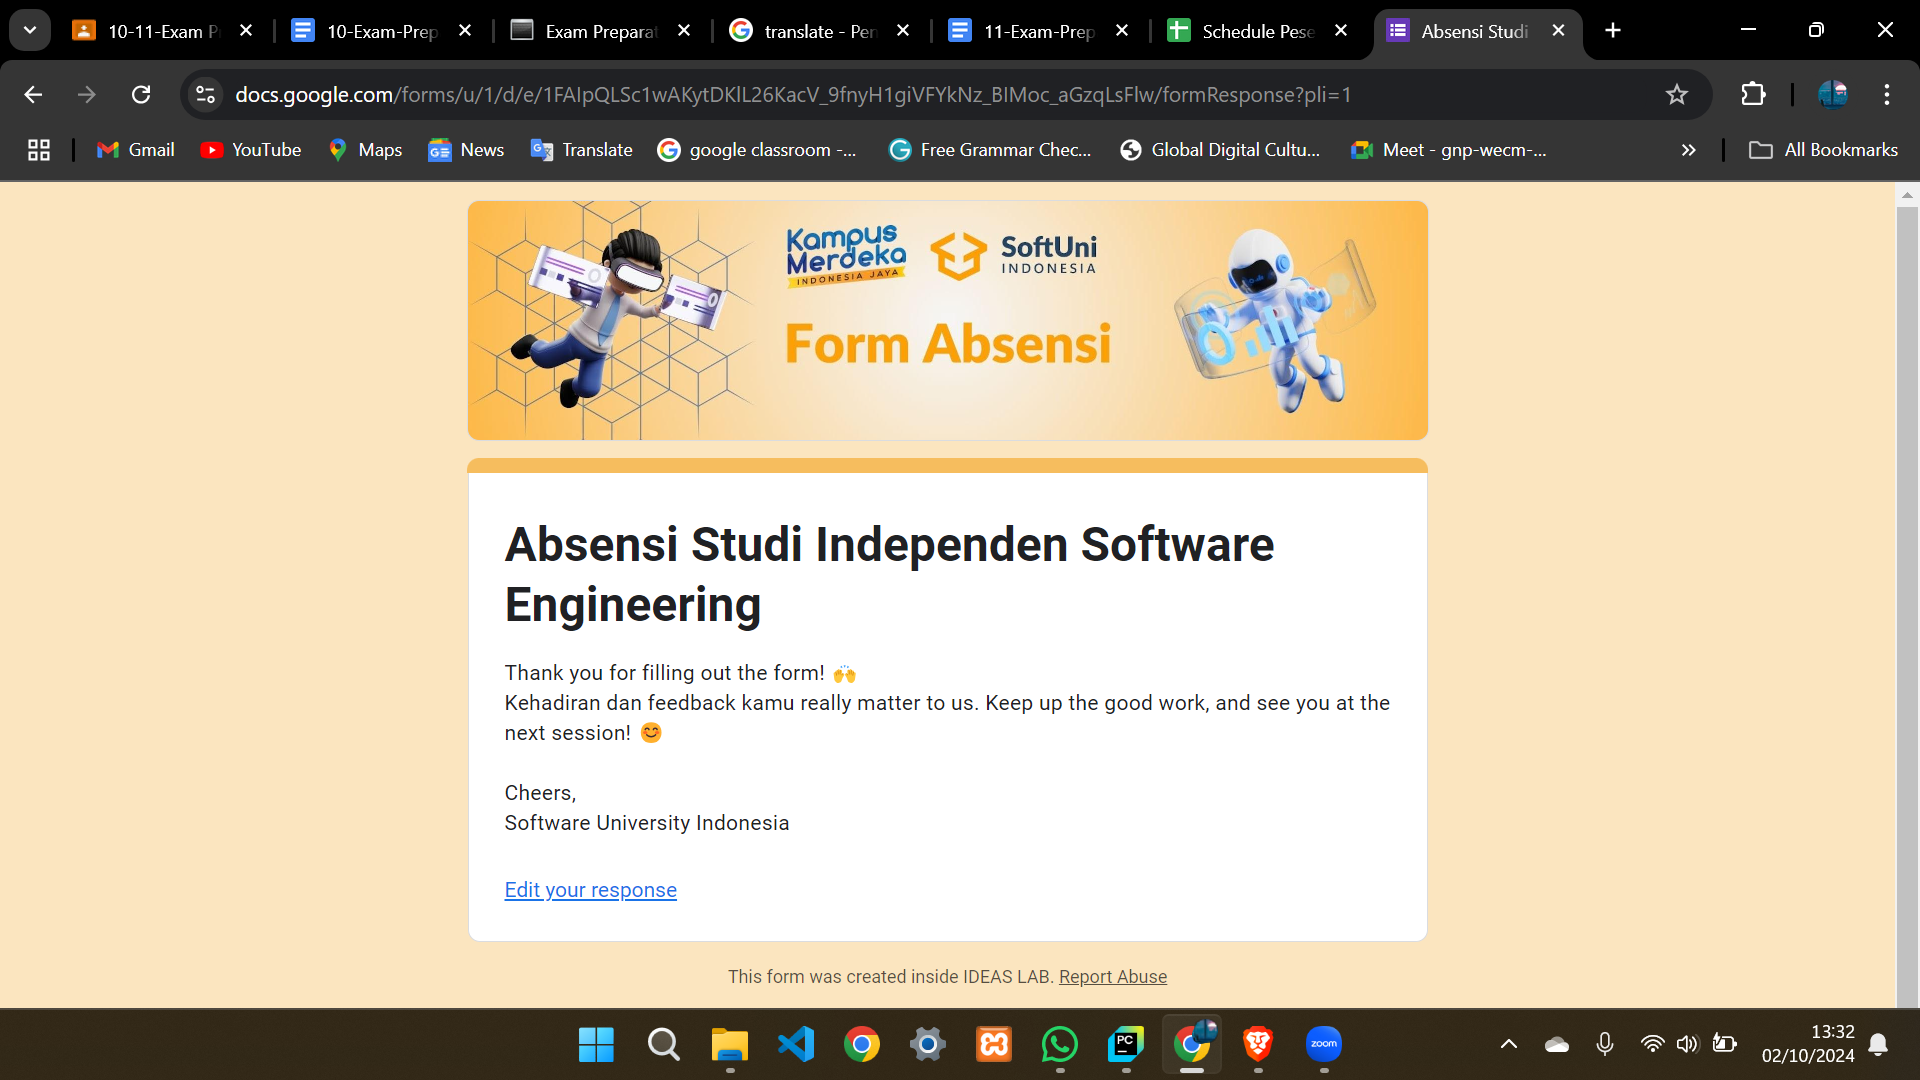 10-11-Exam P
10-Exam-Prep
Exam Preparat
translate - Pen
11-Exam-Prep
Schedule Pese
Absensi Studi
docs.google.com/forms/u/1/d/e/1FAIpQLSc1wAKytDKlL26KacV_9fnyH1giVFYkNz_BIMoc_aGzqLsFlw/formResponse?pli=1
Gmail
YouTube
Maps
News
Translate
google classroom -...
Free Grammar Chec...
Global Digital Cultu...
Meet - gnp-wecm-...
All Bookmarks
Kampus
Merdeka
INDONESIA JAYA
SoftUni
INDONESIA
Form Absensi
Absensi Studi Independen Software
Engineering
Thank you for filling out the form! 🙌
Kehadiran dan feedback kamu really matter to us. Keep up the good work, and see you at the
next session! 😊
Cheers,
Software University Indonesia
Edit your response
This form was created inside IDEAS LAB. Report Abuse
PC
zoom
13:32
02/10/2024